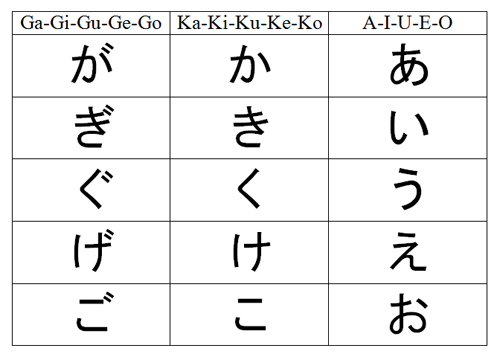 Ga-Gi-Gu-Ge-Go Ka-Ki-Ku-Ke-Ko A-I-U-E-O
が か あ
ぎ き い
ぐ く う
げ け え
ご こ お